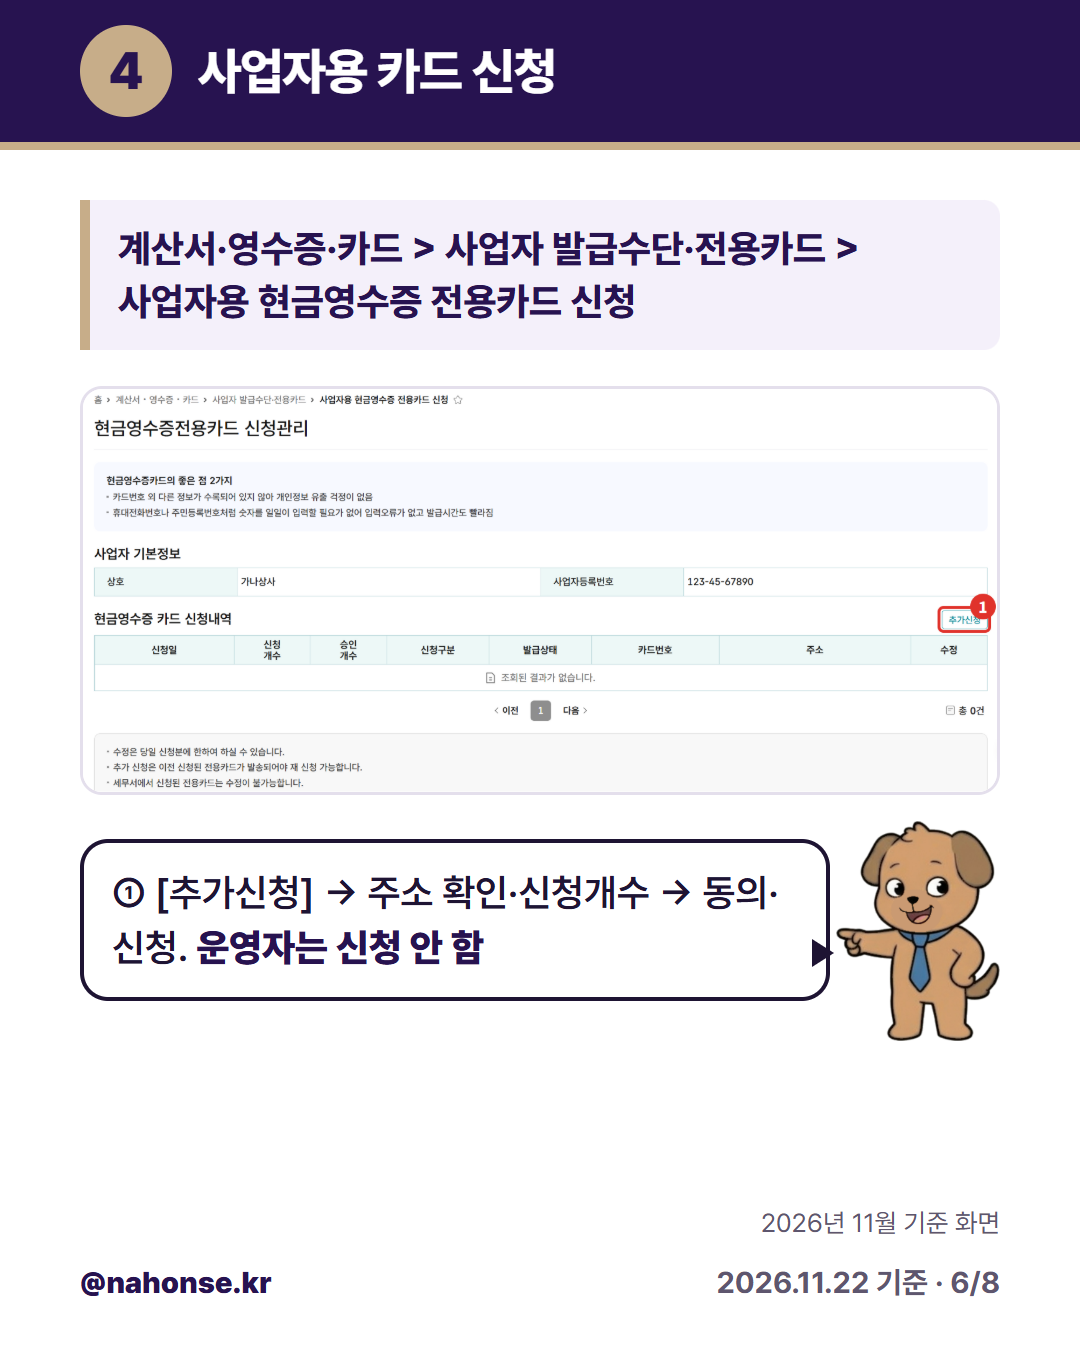 4 사업자용 카드 신청
계산서·영수증·카드 > 사업자 발급수단·전용카드 >
사업자용 현금영수증 전용카드 신청
홈 > 계산서·영수증·카드 > 사업자 발급수단·전용카드 > 사업자용 현금영수증 전용카드 신청
현금영수증전용카드 신청관리
현금영수증카드의 좋은 점 2가지
· 카드번호 외 다른 정보가 수록되어 있지 않아 개인정보 유출 걱정이 없음
· 휴대전화번호나 주민등록번호처럼 숫자를 일일이 입력할 필요가 없어 입력오류가 없고 발급시간도 빨라짐
사업자 기본정보
상호 가나상사 사업자등록번호 123-45-67890
현금영수증 카드 신청내역 추가신청 1
신청일 신청 개수 승인 개수 신청구분 발급상태 카드번호 주소 수정
조회된 결과가 없습니다.
< 이전 1 다음 > 총 0건
· 수정은 당일 신청분에 한하여 하실 수 있습니다.
· 추가 신청은 이전 신청된 전용카드가 발송되어야 재 신청 가능합니다.
· 세무서에서 신청된 전용카드는 수정이 불가능합니다.
① [추가신청] → 주소 확인·신청개수 → 동의·
신청. 운영자는 신청 안 함
2026년 11월 기준 화면
@nahonse.kr 2026.11.22 기준 · 6/8